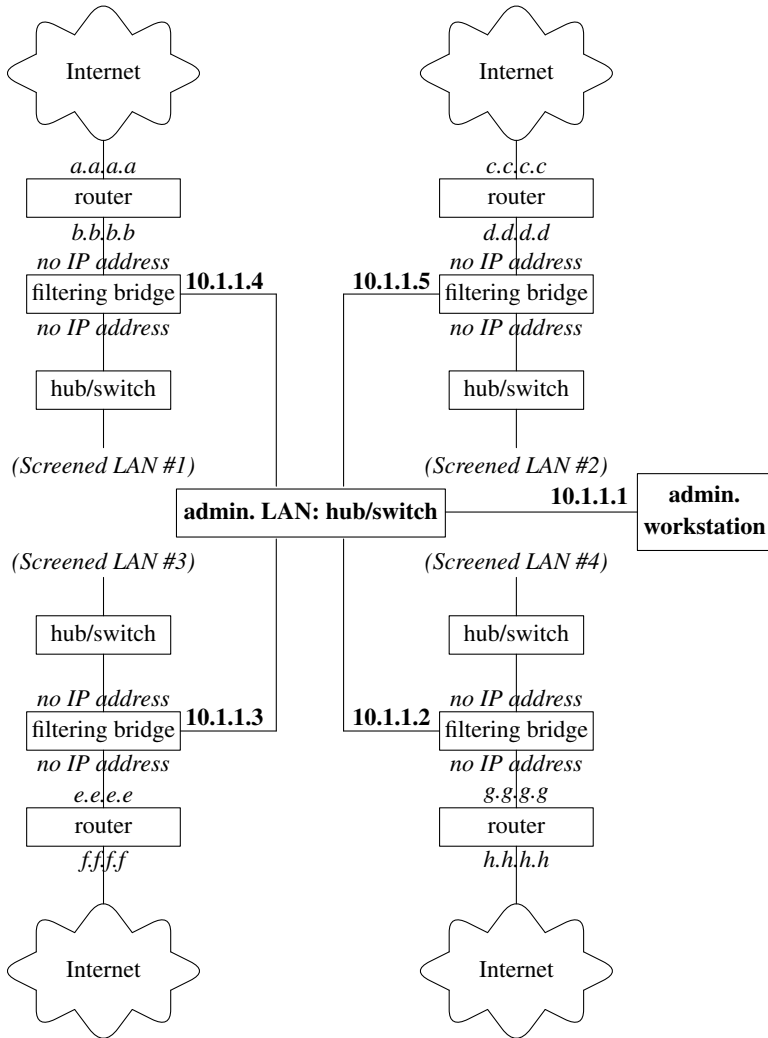 Internet
Internet
a.a.a.a
c.c.c.c
router
router
b.b.b.b
d.d.d.d
no IP address
no IP address
filtering bridge
10.1.1.4
10.1.1.5
filtering bridge
no IP address
no IP address
hub/switch
hub/switch
(Screened LAN #1)
(Screened LAN #2)
admin. LAN: hub/switch
10.1.1.1
admin.
workstation
(Screened LAN #3)
(Screened LAN #4)
hub/switch
hub/switch
no IP address
no IP address
filtering bridge
10.1.1.3
10.1.1.2
filtering bridge
no IP address
no IP address
e.e.e.e
g.g.g.g
router
router
f.f.f.f
h.h.h.h
Internet
Internet